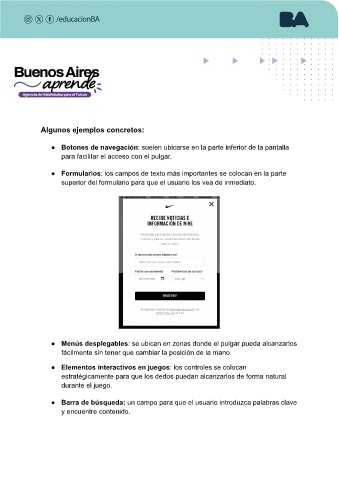 /educacionBA
BA
Buenos Aires
aprende
Agencia de Habilidades para el Futuro
Algunos ejemplos concretos:
● Botones de navegación: suelen ubicarse en la parte inferior de la pantalla
para facilitar el acceso con el pulgar.
● Formularios: los campos de texto más importantes se colocan en la parte
superior del formulario para que el usuario los vea de inmediato.
RECIBE NOTICIAS E
INFORMACIÓN DE NIKE
● Menús desplegables: se ubican en zonas donde el pulgar pueda alcanzarlos
fácilmente sin tener que cambiar la posición de la mano.
● Elementos interactivos en juegos: los controles se colocan
estratégicamente para que los dedos puedan alcanzarlos de forma natural
durante el juego.
● Barra de búsqueda: un campo para que el usuario introduzca palabras clave
y encuentre contenido.